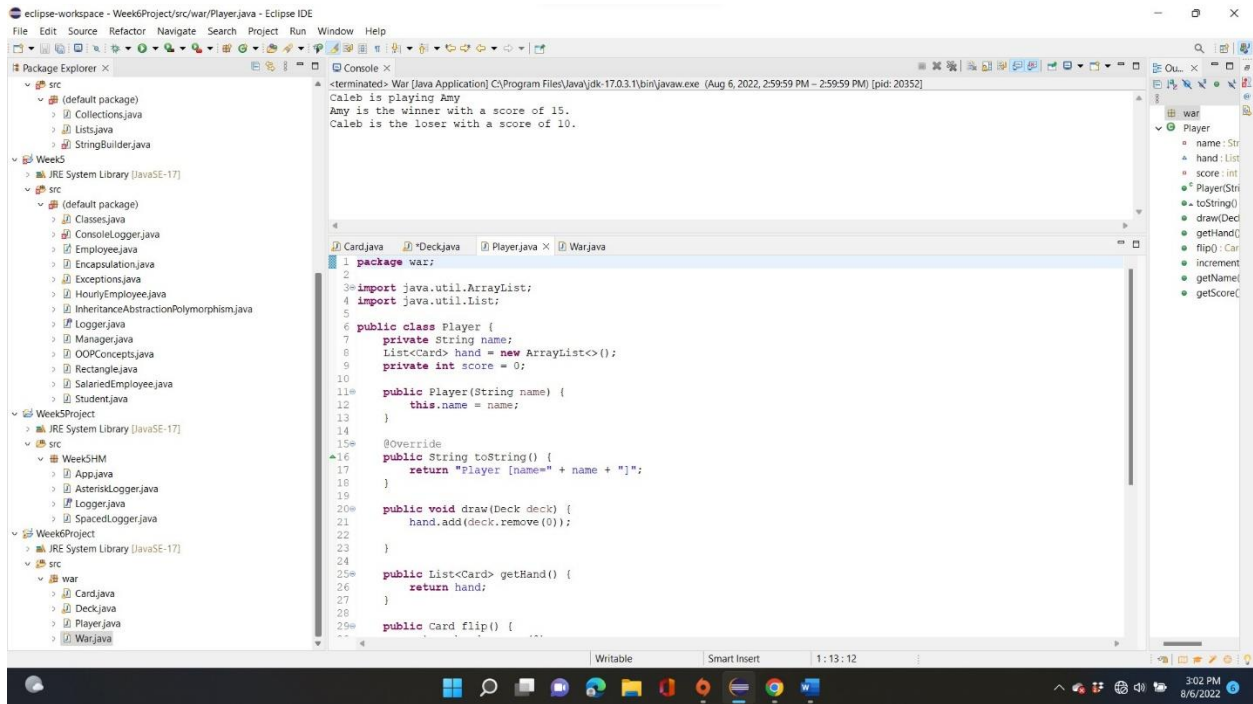 eclipse-workspace - Week6Project/src/war/Player.java - Eclipse IDE
File Edit Source Refactor Navigate Search Project Run Window Help
Package Explorer
src
(default package)
Collections.java
Lists.java
StringBuilder.java
Week5
JRE System Library [JavaSE-17]
src
(default package)
Classes.java
ConsoleLogger.java
Employee.java
Encapsulation.java
Exceptions.java
HourlyEmployee.java
InheritanceAbstractionPolymorphism.java
Logger.java
Manager.java
OOPConcepts.java
Rectangle.java
SalariedEmployee.java
Student.java
Week5Project
JRE System Library [JavaSE-17]
src
Week5HM
App.java
AsteriskLogger.java
Logger.java
SpacedLogger.java
Week6Project
JRE System Library [JavaSE-17]
src
war
Card.java
Deck.java
Player.java
War.java
Console
<terminated> War [Java Application] C:\Program Files\Java\jdk-17.0.3.1\bin\javaw.exe (Aug 6, 2022, 2:59:59 PM – 2:59:59 PM) [pid: 20352]
Caleb is playing Amy
Amy is the winner with a score of 15.
Caleb is the loser with a score of 10.
Card.java *Deck.java Player.java War.java
1 package war;
2
3 import java.util.ArrayList;
4 import java.util.List;
5
6 public class Player {
7 private String name;
8 List<Card> hand = new ArrayList<>();
9 private int score = 0;
10
11 public Player(String name) {
12 this.name = name;
13 }
14
15 @Override
16 public String toString() {
17 return "Player [name=" + name + "]";
18 }
19
20 public void draw(Deck deck) {
21 hand.add(deck.remove(0));
22
23 }
24
25 public List<Card> getHand() {
26 return hand;
27 }
28
29 public Card flip() {
Ou...
war
Player
name : Str
hand : List
score : int
Player(Stri
toString()
draw(Dec
getHand(
flip() : Car
increment
getName(
getScore(
Writable Smart Insert 1 : 13 : 12
3:02 PM
8/6/2022
6